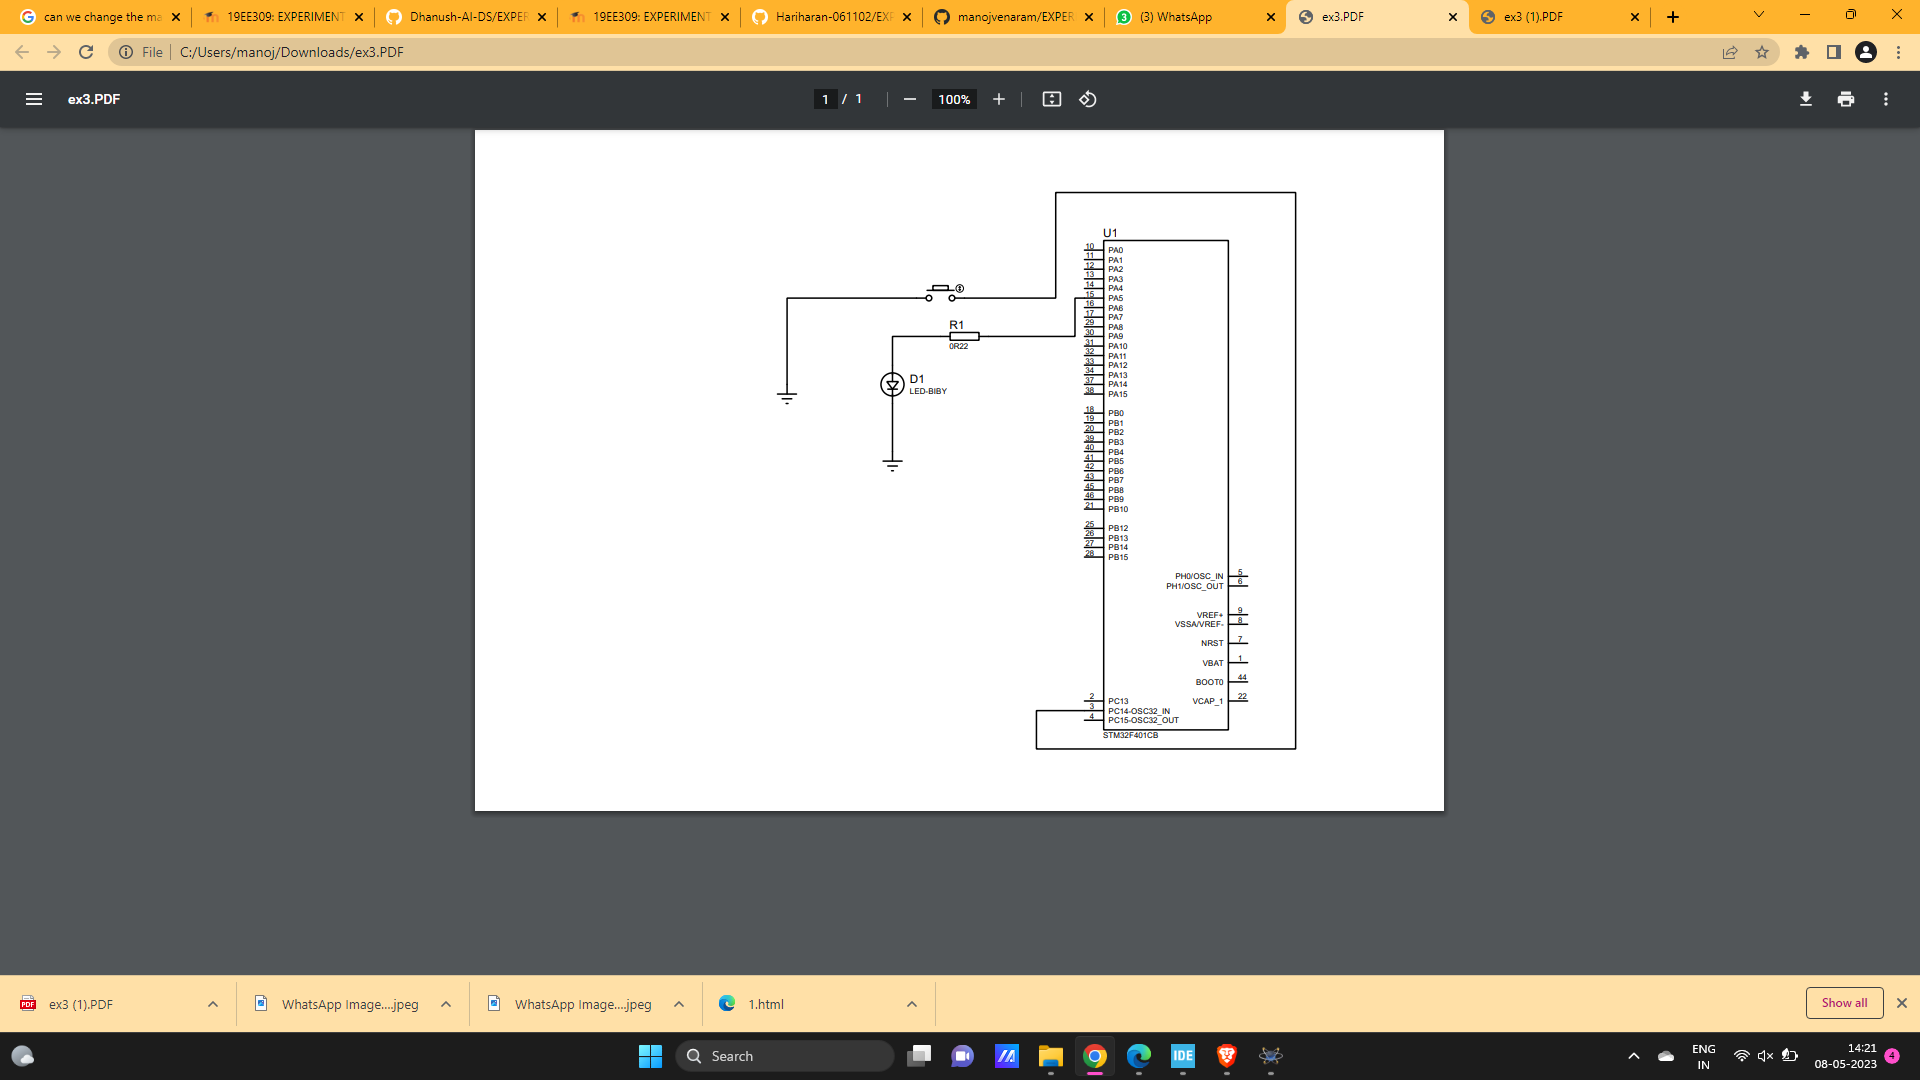 can we change the ma
19EE309: EXPERIMENT
Dhanush-AI-DS/EXPER
19EE309: EXPERIMENT
Hariharan-061102/EXP
manojvenaram/EXPER
3 (3) WhatsApp
ex3.PDF
ex3 (1).PDF
File C:/Users/manoj/Downloads/ex3.PDF
ex3.PDF
1 / 1
100%
U1
10 PA0
11 PA1
12 PA2
13 PA3
14 PA4
15 PA5
16 PA6
17 PA7
29 PA8
30 PA9
31 PA10
32 PA11
33 PA12
34 PA13
37 PA14
38 PA15
R1
0R22
D1
LED-BIBY
18 PB0
19 PB1
20 PB2
39 PB3
40 PB4
41 PB5
42 PB6
43 PB7
45 PB8
46 PB9
21 PB10
25 PB12
26 PB13
27 PB14
28 PB15
PH0/OSC_IN 5
PH1/OSC_OUT 6
VREF+ 9
VSSA/VREF- 8
NRST 7
VBAT 1
BOOT0 44
VCAP_1 22
2 PC13
3 PC14-OSC32_IN
4 PC15-OSC32_OUT
STM32F401CB
PDF ex3 (1).PDF
WhatsApp Image....jpeg
WhatsApp Image....jpeg
1.html
Show all
Search
IDE
ENG
IN
14:21
08-05-2023
4